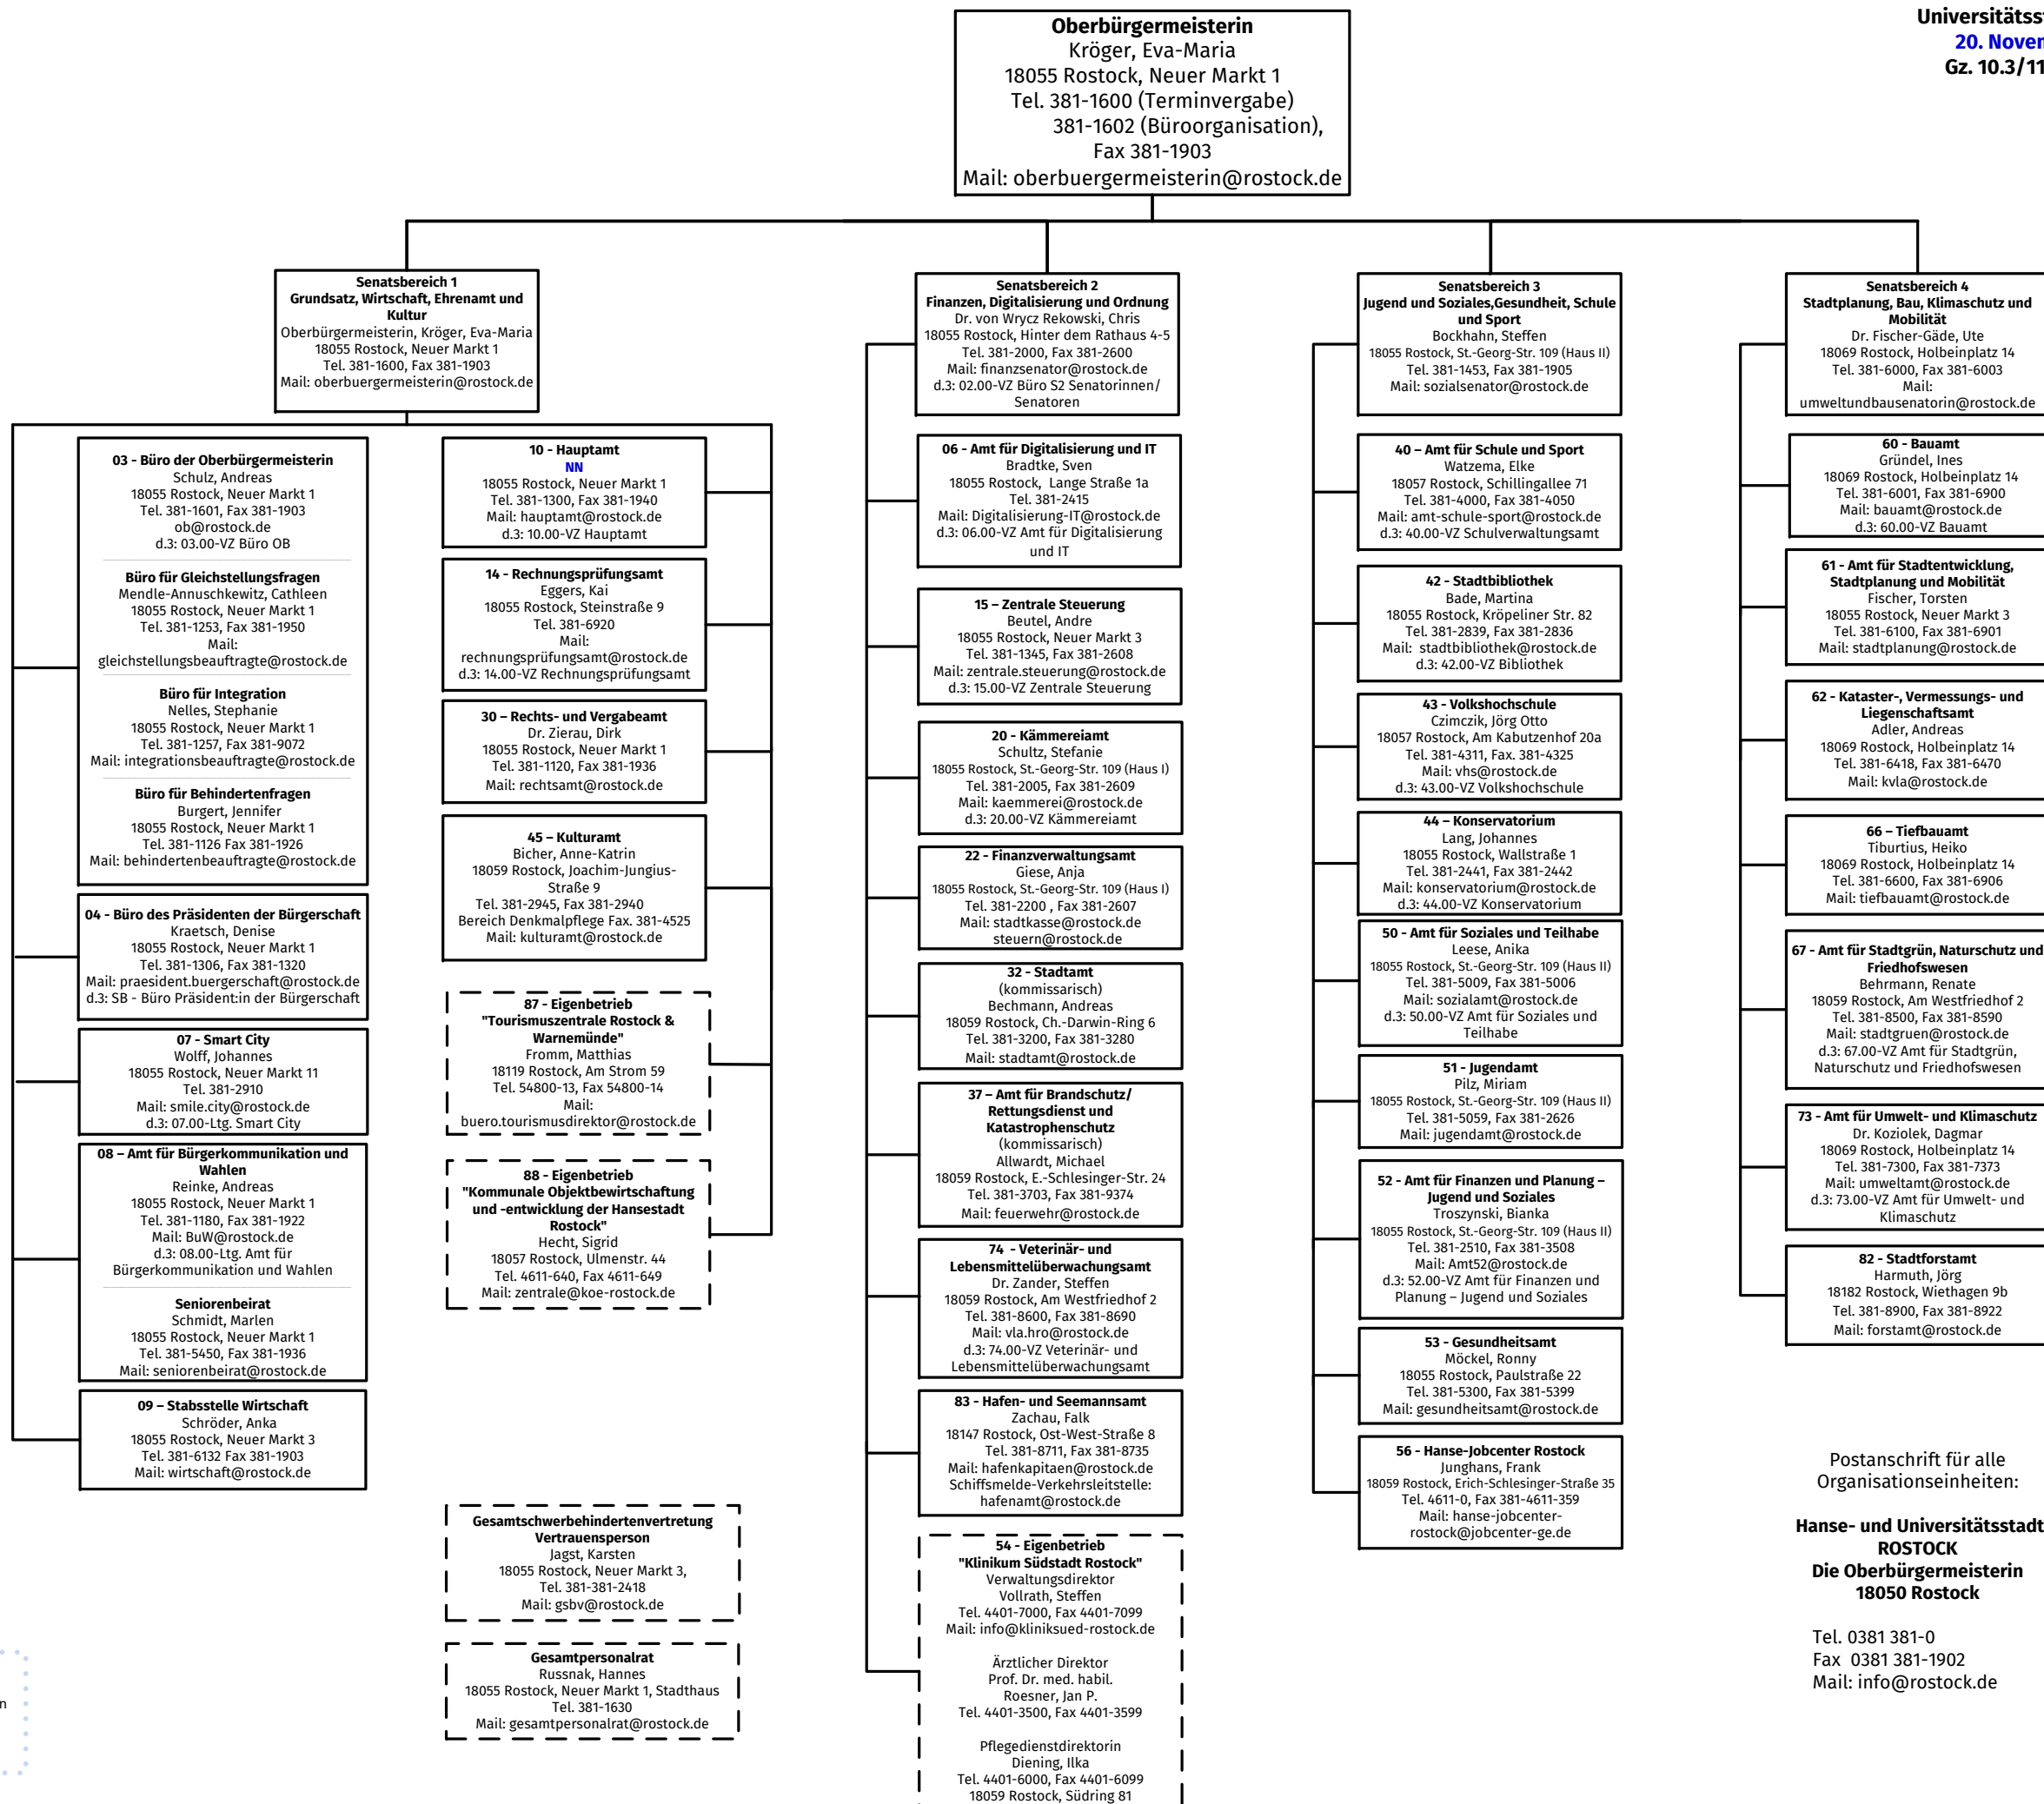 Universitätss
20. Noven
Gz. 10.3/11
Oberbürgermeisterin
Kröger, Eva-Maria
18055 Rostock, Neuer Markt 1
Tel. 381-1600 (Terminvergabe)
381-1602 (Büroorganisation),
Fax 381-1903
Mail: oberbuergermeisterin@rostock.de
Senatsbereich 1
Grundsatz, Wirtschaft, Ehrenamt und
Kultur
Oberbürgermeisterin, Kröger, Eva-Maria
18055 Rostock, Neuer Markt 1
Tel. 381-1600, Fax 381-1903
Mail: oberbuergermeisterin@rostock.de
03 - Büro der Oberbürgermeisterin
Schulz, Andreas
18055 Rostock, Neuer Markt 1
Tel. 381-1601, Fax 381-1903
ob@rostock.de
d.3: 03.00-VZ Büro OB
Büro für Gleichstellungsfragen
Mendle-Annuschkewitz, Cathleen
18055 Rostock, Neuer Markt 1
Tel. 381-1253, Fax 381-1950
Mail:
gleichstellungsbeauftragte@rostock.de
Büro für Integration
Nelles, Stephanie
18055 Rostock, Neuer Markt 1
Tel. 381-1257, Fax 381-9072
Mail: integrationsbeauftragte@rostock.de
Büro für Behindertenfragen
Burgert, Jennifer
18055 Rostock, Neuer Markt 1
Tel. 381-1126 Fax 381-1926
Mail: behindertenbeauftragte@rostock.de
04 - Büro des Präsidenten der Bürgerschaft
Kraetsch, Denise
18055 Rostock, Neuer Markt 1
Tel. 381-1306, Fax 381-1320
Mail: praesident.buergerschaft@rostock.de
d.3: SB - Büro Präsident:in der Bürgerschaft
07 - Smart City
Wolff, Johannes
18055 Rostock, Neuer Markt 11
Tel. 381-2910
Mail: smile.city@rostock.de
d.3: 07.00-Ltg. Smart City
08 – Amt für Bürgerkommunikation und
Wahlen
Reinke, Andreas
18055 Rostock, Neuer Markt 1
Tel. 381-1180, Fax 381-1922
Mail: BuW@rostock.de
d.3: 08.00-Ltg. Amt für
Bürgerkommunikation und Wahlen
Seniorenbeirat
Schmidt, Marlen
18055 Rostock, Neuer Markt 1
Tel. 381-5450, Fax 381-1936
Mail: seniorenbeirat@rostock.de
09 – Stabsstelle Wirtschaft
Schröder, Anka
18055 Rostock, Neuer Markt 3
Tel. 381-6132 Fax 381-1903
Mail: wirtschaft@rostock.de
10 - Hauptamt
NN
18055 Rostock, Neuer Markt 1
Tel. 381-1300, Fax 381-1940
Mail: hauptamt@rostock.de
d.3: 10.00-VZ Hauptamt
14 - Rechnungsprüfungsamt
Eggers, Kai
18055 Rostock, Steinstraße 9
Tel. 381-6920
Mail:
rechnungsprüfungsamt@rostock.de
d.3: 14.00-VZ Rechnungsprüfungsamt
30 – Rechts- und Vergabeamt
Dr. Zierau, Dirk
18055 Rostock, Neuer Markt 1
Tel. 381-1120, Fax 381-1936
Mail: rechtsamt@rostock.de
45 – Kulturamt
Bicher, Anne-Katrin
18059 Rostock, Joachim-Jungius-
Straße 9
Tel. 381-2945, Fax 381-2940
Bereich Denkmalpflege Fax. 381-4525
Mail: kulturamt@rostock.de
87 - Eigenbetrieb
"Tourismuszentrale Rostock &
Warnemünde"
Fromm, Matthias
18119 Rostock, Am Strom 59
Tel. 54800-13, Fax 54800-14
Mail:
buero.tourismusdirektor@rostock.de
88 - Eigenbetrieb
"Kommunale Objektbewirtschaftung
und -entwicklung der Hansestadt
Rostock"
Hecht, Sigrid
18057 Rostock, Ulmenstr. 44
Tel. 4611-640, Fax 4611-649
Mail: zentrale@koe-rostock.de
Gesamtschwerbehindertenvertretung
Vertrauensperson
Jagst, Karsten
18055 Rostock, Neuer Markt 3,
Tel. 381-381-2418
Mail: gsbv@rostock.de
Gesamtpersonalrat
Russnak, Hannes
18055 Rostock, Neuer Markt 1, Stadthaus
Tel. 381-1630
Mail: gesamtpersonalrat@rostock.de
n
Senatsbereich 2
Finanzen, Digitalisierung und Ordnung
Dr. von Wrycz Rekowski, Chris
18055 Rostock, Hinter dem Rathaus 4-5
Tel. 381-2000, Fax 381-2600
Mail: finanzsenator@rostock.de
d.3: 02.00-VZ Büro S2 Senatorinnen/
Senatoren
06 - Amt für Digitalisierung und IT
Bradtke, Sven
18055 Rostock, Lange Straße 1a
Tel. 381-2415
Mail: Digitalisierung-IT@rostock.de
d.3: 06.00-VZ Amt für Digitalisierung
und IT
15 – Zentrale Steuerung
Beutel, Andre
18055 Rostock, Neuer Markt 3
Tel. 381-1345, Fax 381-2608
Mail: zentrale.steuerung@rostock.de
d.3: 15.00-VZ Zentrale Steuerung
20 - Kämmereiamt
Schultz, Stefanie
18055 Rostock, St.-Georg-Str. 109 (Haus I)
Tel. 381-2005, Fax 381-2609
Mail: kaemmerei@rostock.de
d.3: 20.00-VZ Kämmereiamt
22 - Finanzverwaltungsamt
Giese, Anja
18055 Rostock, St.-Georg-Str. 109 (Haus I)
Tel. 381-2200 , Fax 381-2607
Mail: stadtkasse@rostock.de
steuern@rostock.de
32 - Stadtamt
(kommissarisch)
Bechmann, Andreas
18059 Rostock, Ch.-Darwin-Ring 6
Tel. 381-3200, Fax 381-3280
Mail: stadtamt@rostock.de
37 – Amt für Brandschutz/
Rettungsdienst und
Katastrophenschutz
(kommissarisch)
Allwardt, Michael
18059 Rostock, E.-Schlesinger-Str. 24
Tel. 381-3703, Fax 381-9374
Mail: feuerwehr@rostock.de
74 - Veterinär- und
Lebensmittelüberwachungsamt
Dr. Zander, Steffen
18059 Rostock, Am Westfriedhof 2
Tel. 381-8600, Fax 381-8690
Mail: vla.hro@rostock.de
d.3: 74.00-VZ Veterinär- und
Lebensmittelüberwachungsamt
83 - Hafen- und Seemannsamt
Zachau, Falk
18147 Rostock, Ost-West-Straße 8
Tel. 381-8711, Fax 381-8735
Mail: hafenkapitaen@rostock.de
Schiffsmelde-Verkehrsleitstelle:
hafenamt@rostock.de
54 - Eigenbetrieb
"Klinikum Südstadt Rostock"
Verwaltungsdirektor
Vollrath, Steffen
Tel. 4401-7000, Fax 4401-7099
Mail: info@kliniksued-rostock.de
Ärztlicher Direktor
Prof. Dr. med. habil.
Roesner, Jan P.
Tel. 4401-3500, Fax 4401-3599
Pflegedienstdirektorin
Diening, Ilka
Tel. 4401-6000, Fax 4401-6099
18059 Rostock, Südring 81
Senatsbereich 3
Jugend und Soziales,Gesundheit, Schule
und Sport
Bockhahn, Steffen
18055 Rostock, St.-Georg-Str. 109 (Haus II)
Tel. 381-1453, Fax 381-1905
Mail: sozialsenator@rostock.de
40 – Amt für Schule und Sport
Watzema, Elke
18057 Rostock, Schillingallee 71
Tel. 381-4000, Fax 381-4050
Mail: amt-schule-sport@rostock.de
d.3: 40.00-VZ Schulverwaltungsamt
42 - Stadtbibliothek
Bade, Martina
18055 Rostock, Kröpeliner Str. 82
Tel. 381-2839, Fax 381-2836
Mail: stadtbibliothek@rostock.de
d.3: 42.00-VZ Bibliothek
43 - Volkshochschule
Czimczik, Jörg Otto
18057 Rostock, Am Kabutzenhof 20a
Tel. 381-4311, Fax. 381-4325
Mail: vhs@rostock.de
d.3: 43.00-VZ Volkshochschule
44 – Konservatorium
Lang, Johannes
18055 Rostock, Wallstraße 1
Tel. 381-2441, Fax 381-2442
Mail: konservatorium@rostock.de
d.3: 44.00-VZ Konservatorium
50 - Amt für Soziales und Teilhabe
Leese, Anika
18055 Rostock, St.-Georg-Str. 109 (Haus II)
Tel. 381-5009, Fax 381-5006
Mail: sozialamt@rostock.de
d.3: 50.00-VZ Amt für Soziales und
Teilhabe
51 - Jugendamt
Pilz, Miriam
18055 Rostock, St.-Georg-Str. 109 (Haus II)
Tel. 381-5059, Fax 381-2626
Mail: jugendamt@rostock.de
52 - Amt für Finanzen und Planung –
Jugend und Soziales
Troszynski, Bianka
18055 Rostock, St.-Georg-Str. 109 (Haus II)
Tel. 381-2510, Fax 381-3508
Mail: Amt52@rostock.de
d.3: 52.00-VZ Amt für Finanzen und
Planung – Jugend und Soziales
53 - Gesundheitsamt
Möckel, Ronny
18055 Rostock, Paulstraße 22
Tel. 381-5300, Fax 381-5399
Mail: gesundheitsamt@rostock.de
56 - Hanse-Jobcenter Rostock
Junghans, Frank
18059 Rostock, Erich-Schlesinger-Straße 35
Tel. 4611-0, Fax 381-4611-359
Mail: hanse-jobcenter-
rostock@jobcenter-ge.de
Senatsbereich 4
Stadtplanung, Bau, Klimaschutz und
Mobilität
Dr. Fischer-Gäde, Ute
18069 Rostock, Holbeinplatz 14
Tel. 381-6000, Fax 381-6003
Mail:
umweltundbausenatorin@rostock.de
60 - Bauamt
Gründel, Ines
18069 Rostock, Holbeinplatz 14
Tel. 381-6001, Fax 381-6900
Mail: bauamt@rostock.de
d.3: 60.00-VZ Bauamt
61 - Amt für Stadtentwicklung,
Stadtplanung und Mobilität
Fischer, Torsten
18055 Rostock, Neuer Markt 3
Tel. 381-6100, Fax 381-6901
Mail: stadtplanung@rostock.de
62 - Kataster-, Vermessungs- und
Liegenschaftsamt
Adler, Andreas
18069 Rostock, Holbeinplatz 14
Tel. 381-6418, Fax 381-6470
Mail: kvla@rostock.de
66 – Tiefbauamt
Tiburtius, Heiko
18069 Rostock, Holbeinplatz 14
Tel. 381-6600, Fax 381-6906
Mail: tiefbauamt@rostock.de
67 - Amt für Stadtgrün, Naturschutz und
Friedhofswesen
Behrmann, Renate
18059 Rostock, Am Westfriedhof 2
Tel. 381-8500, Fax 381-8590
Mail: stadtgruen@rostock.de
d.3: 67.00-VZ Amt für Stadtgrün,
Naturschutz und Friedhofswesen
73 - Amt für Umwelt- und Klimaschutz
Dr. Koziolek, Dagmar
18069 Rostock, Holbeinplatz 14
Tel. 381-7300, Fax 381-7373
Mail: umweltamt@rostock.de
d.3: 73.00-VZ Amt für Umwelt- und
Klimaschutz
82 - Stadtforstamt
Harmuth, Jörg
18182 Rostock, Wiethagen 9b
Tel. 381-8900, Fax 381-8922
Mail: forstamt@rostock.de
Postanschrift für alle
Organisationseinheiten:
Hanse- und Universitätsstadt
ROSTOCK
Die Oberbürgermeisterin
18050 Rostock
Tel. 0381 381-0
Fax 0381 381-1902
Mail: info@rostock.de